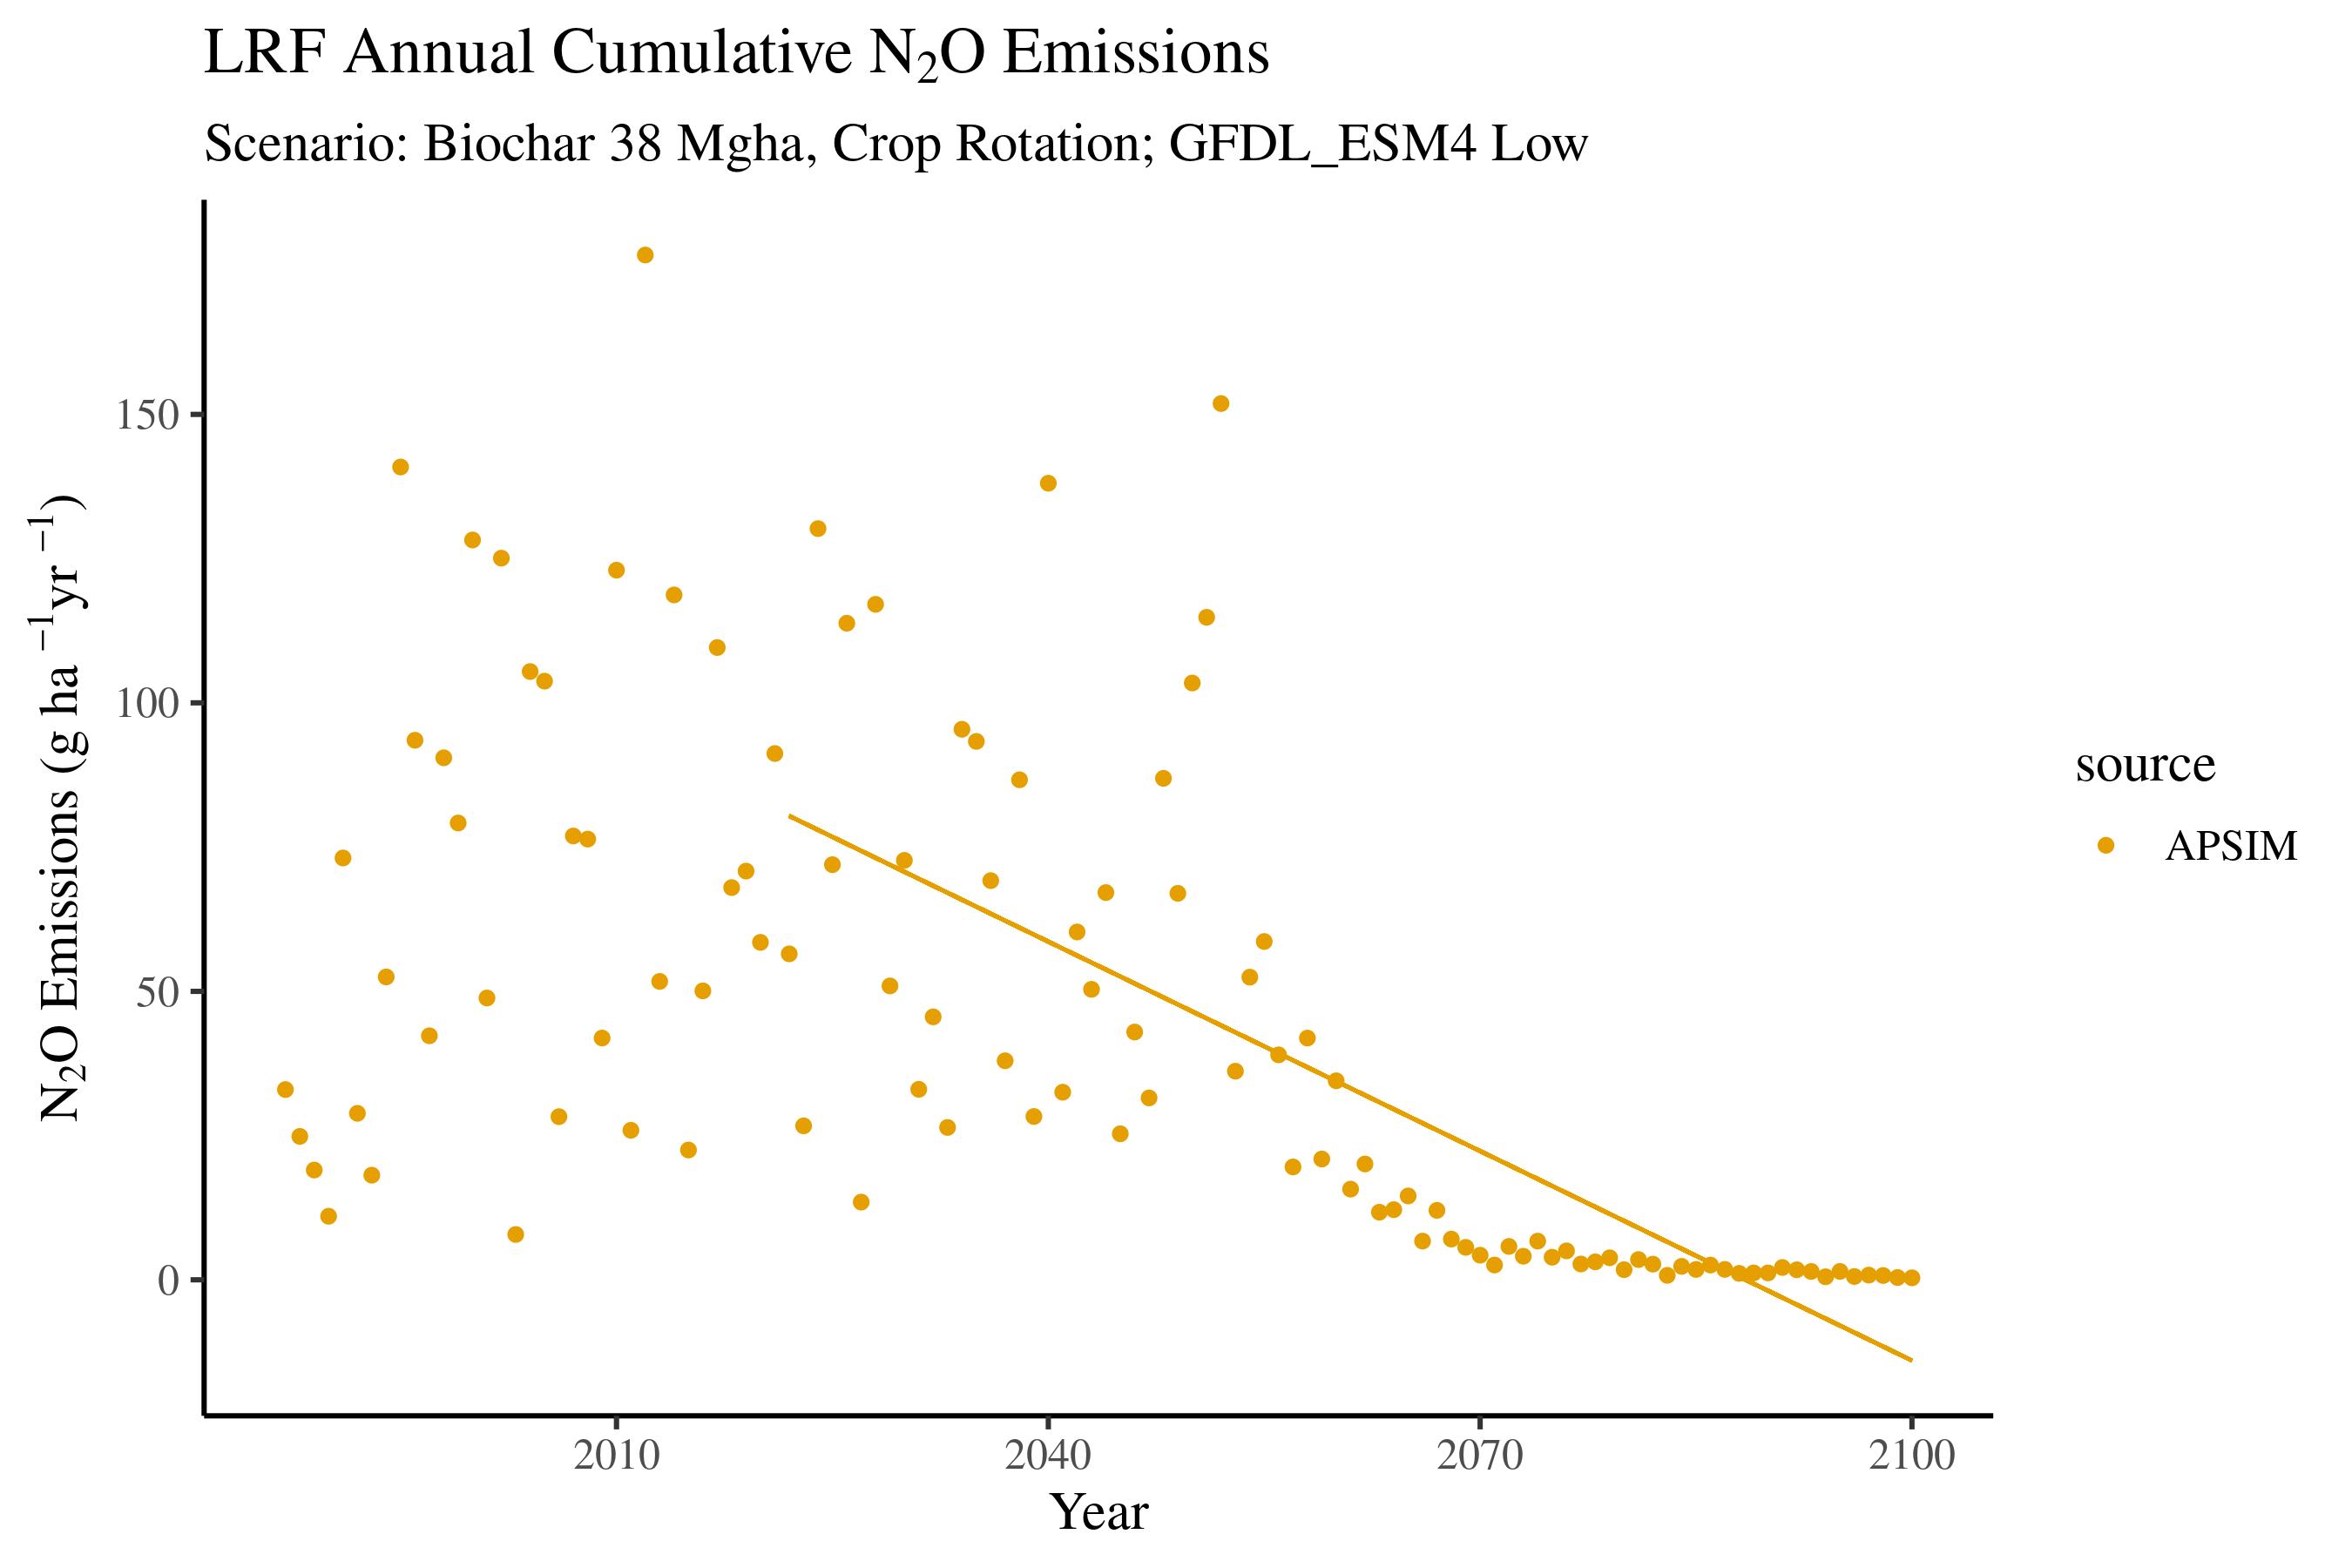 LRF Annual Cumulative N₂O Emissions
Scenario: Biochar 38 Mgha, Crop Rotation; GFDL_ESM4 Low
N₂O Emissions (g ha⁻¹yr⁻¹)
150
100
50
0
source
APSIM
2010 2040 2070 2100
Year